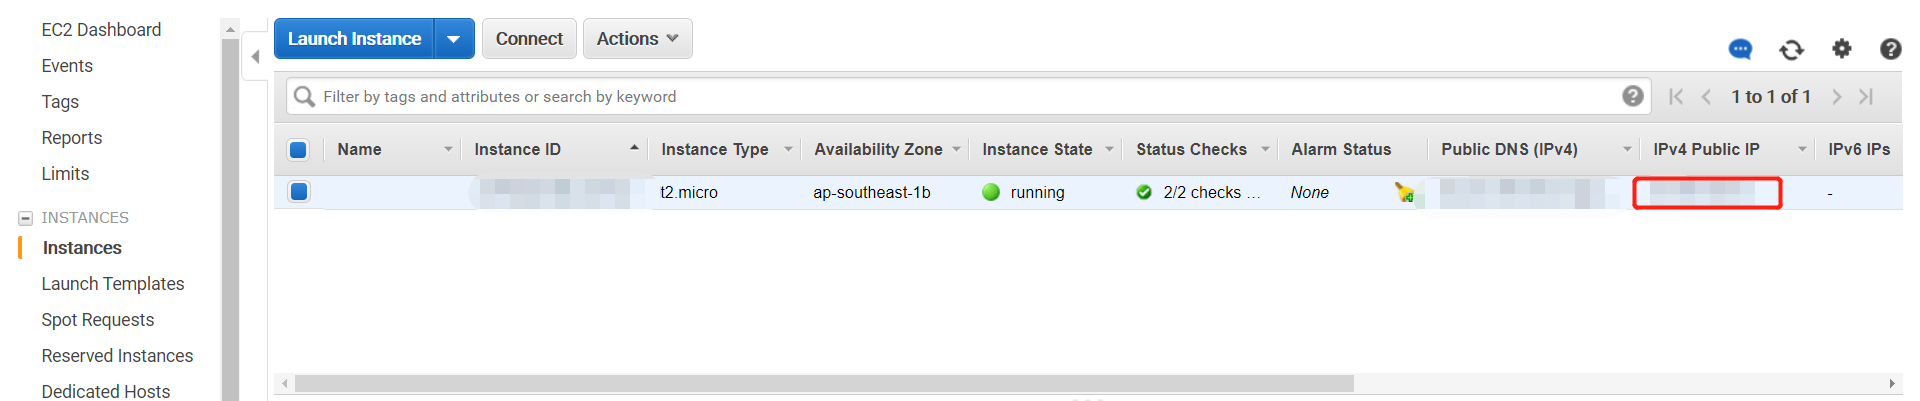 EC2 Dashboard
Events
Tags
Reports
Limits
INSTANCES
Instances
Launch Templates
Spot Requests
Reserved Instances
Dedicated Hosts
Launch Instance Connect Actions
Filter by tags and attributes or search by keyword 1 to 1 of 1
Name Instance ID Instance Type Availability Zone Instance State Status Checks Alarm Status Public DNS (IPv4) IPv4 Public IP IPv6 IPs
t2.micro ap-southeast-1b running 2/2 checks ... None -